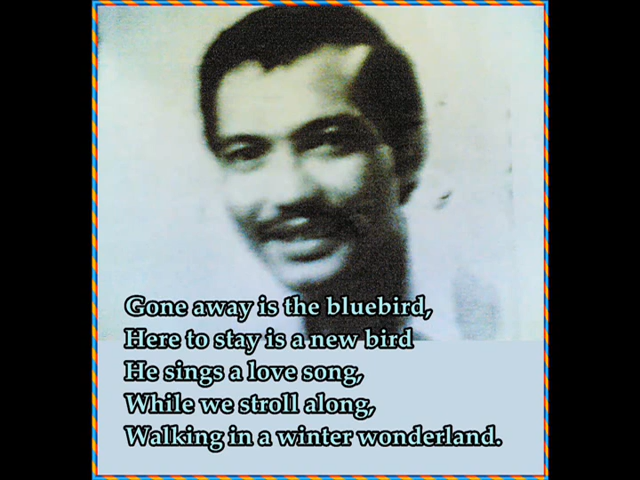 Gone away is the bluebird,
Here to stay is a new bird
He sings a love song,
While we stroll along,
Walking in a winter wonderland.